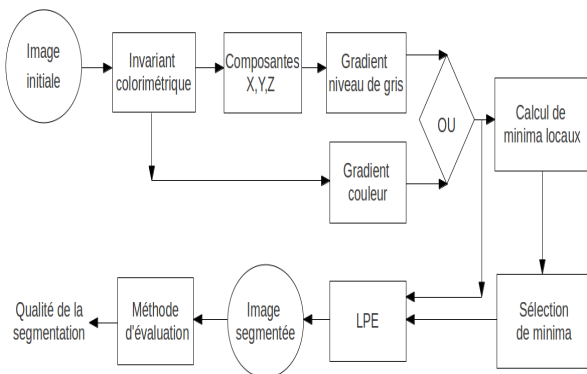 Image
initiale
Invariant
colorimétrique
Composantes
X,Y,Z
Gradient
niveau de gris
Gradient
couleur
OU
Calcul de
minima locaux
Qualité de la
segmentation
Méthode
d'évaluation
Image
segmentée
LPE
Sélection
de minima